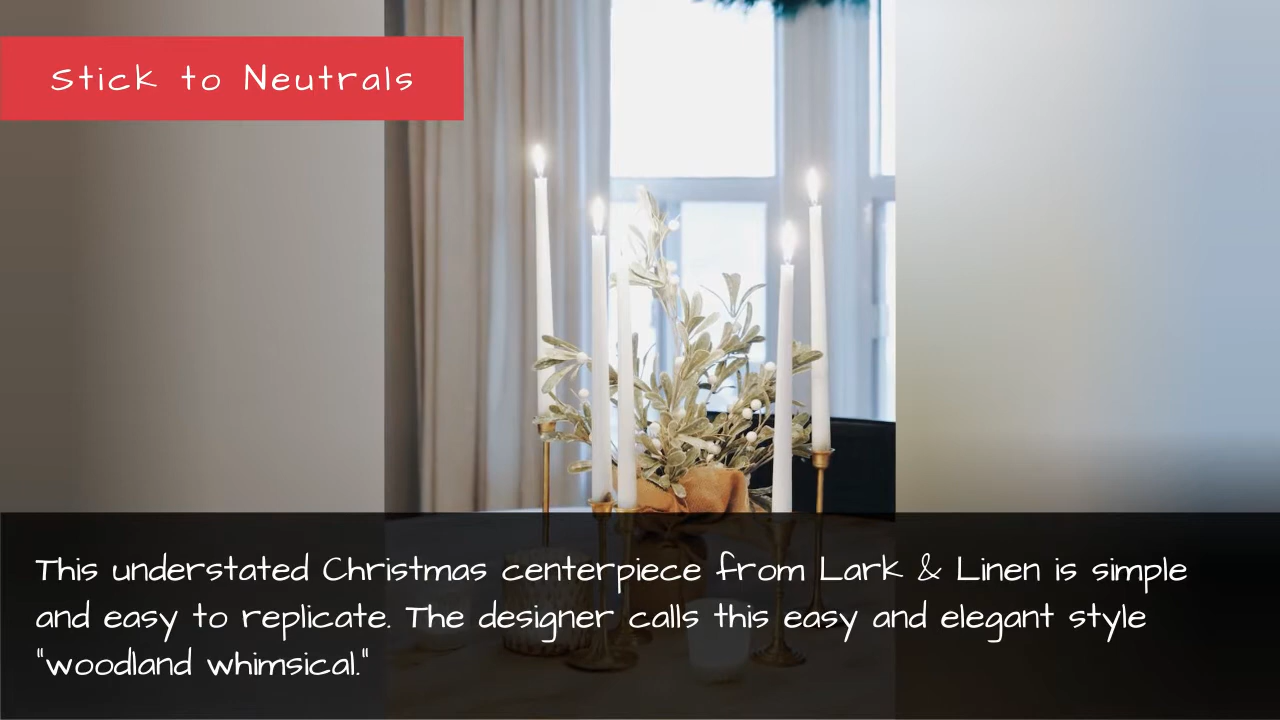 Stick to Neutrals
This understated Christmas centerpiece from Lark & Linen is simple
and easy to replicate. The designer calls this easy and elegant style
"woodland whimsical."